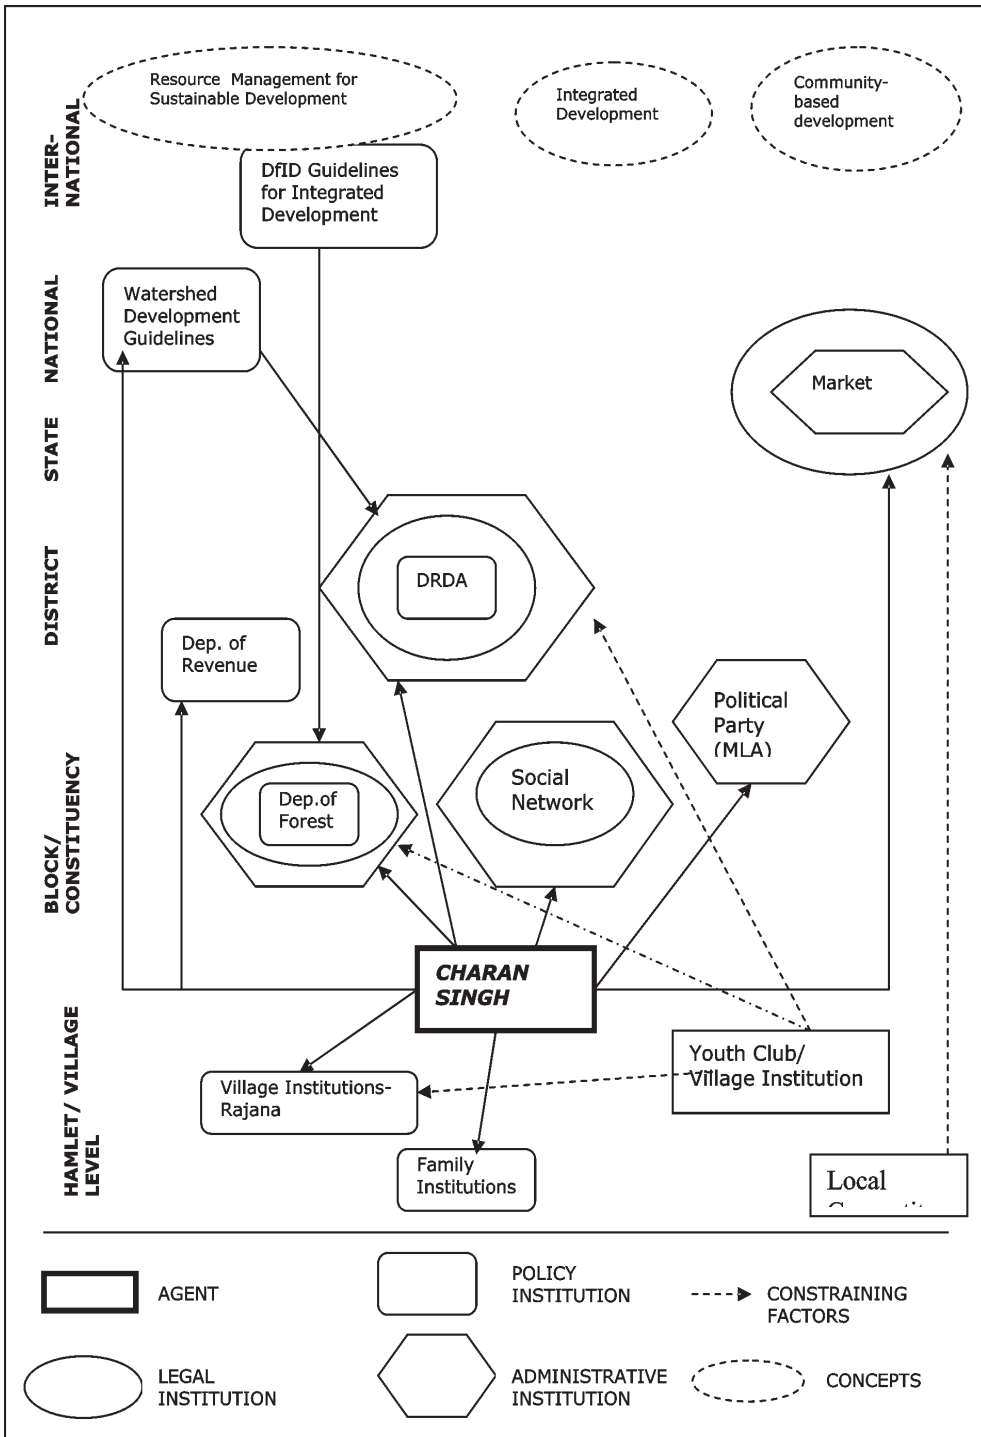 Resource Management for
Sustainable Development
Integrated
Development
Community-
based
development
INTER-
NATIONAL
DfID Guidelines
for Integrated
Development
NATIONAL
Watershed
Development
Guidelines
Market
STATE
DISTRICT
DRDA
Dep. of
Revenue
Political
Party
(MLA)
BLOCK/
CONSTITUENCY
Social
Network
Dep.of
Forest
CHARAN
SINGH
HAMLET/ VILLAGE
LEVEL
Youth Club/
Village Institution
Village Institutions-
Rajana
Family
Institutions
Local
AGENT
POLICY
INSTITUTION
CONSTRAINING
FACTORS
LEGAL
INSTITUTION
ADMINISTRATIVE
INSTITUTION
CONCEPTS